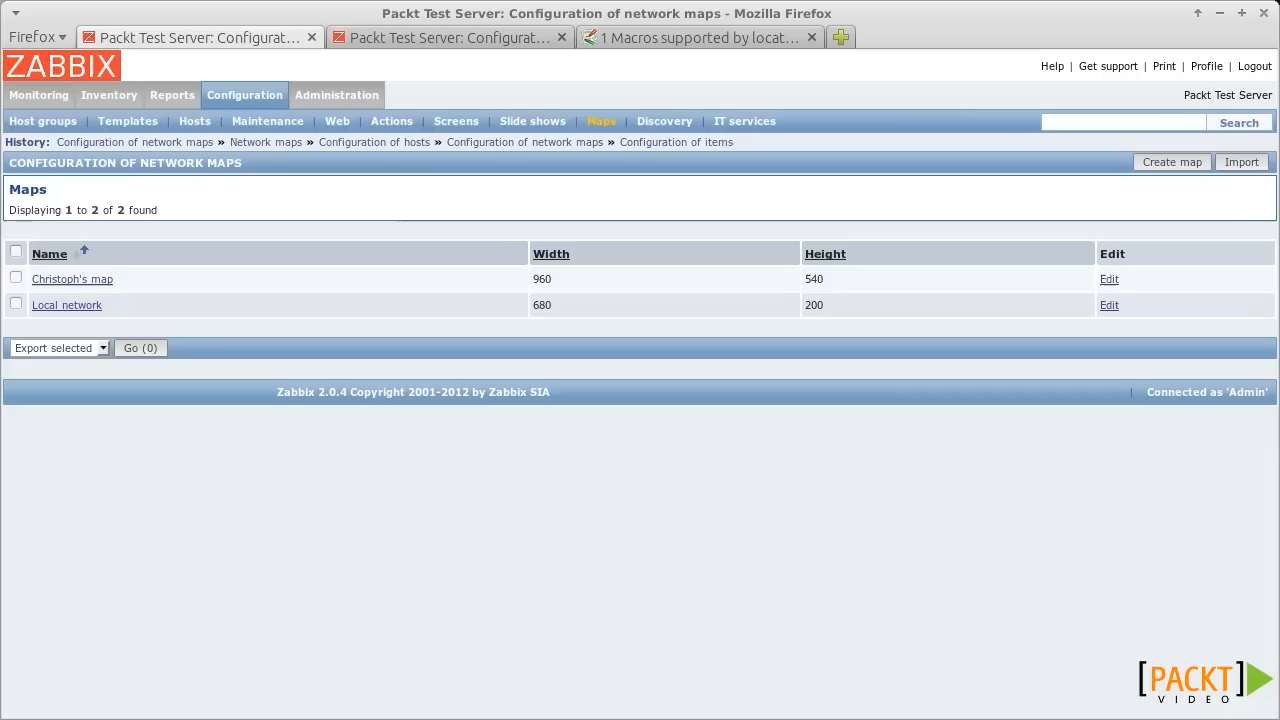 Packt Test Server: Configuration of network maps - Mozilla Firefox
Firefox Packt Test Server: Configurat... Packt Test Server: Configurat... 1 Macros supported by locat...
ZABBIX
Help | Get support | Print | Profile | Logout
Monitoring Inventory Reports Configuration Administration Packt Test Server
Host groups | Templates | Hosts | Maintenance | Web | Actions | Screens | Slide shows | Maps | Discovery | IT services Search
History: Configuration of network maps » Network maps » Configuration of hosts » Configuration of network maps » Configuration of items
CONFIGURATION OF NETWORK MAPS Create map Import
Maps
Displaying 1 to 2 of 2 found
Name Width Height Edit
Christoph's map 960 540 Edit
Local network 680 200 Edit
Export selected Go (0)
Zabbix 2.0.4 Copyright 2001-2012 by Zabbix SIA | Connected as 'Admin'
[PACKT]
VIDEO